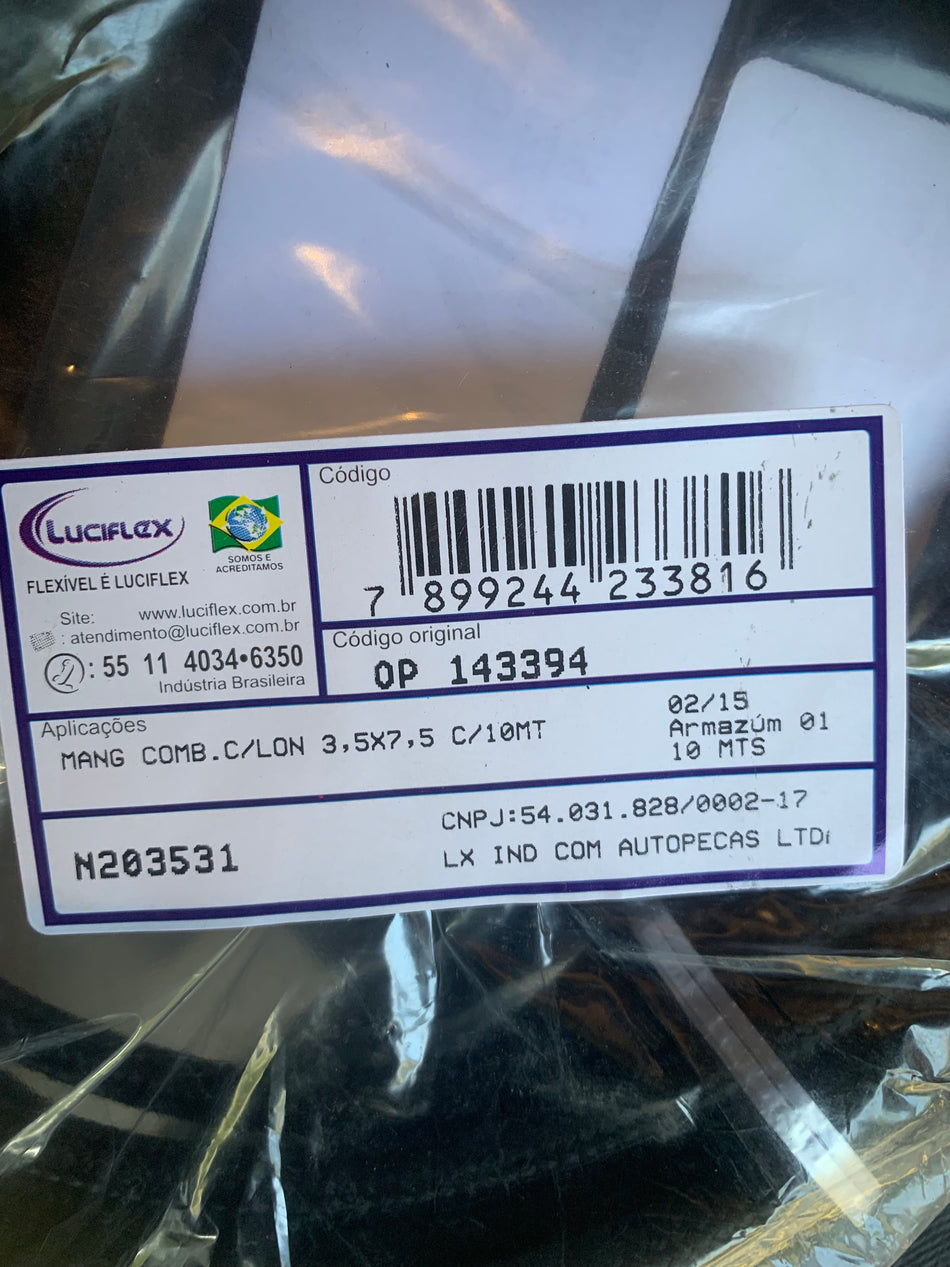 LUCIFLEX
FLEXÍVEL É LUCIFLEX
SOMOS E
ACREDITAMOS
Site: www.luciflex.com.br
: atendimento@luciflex.com.br
: 55 11 4034•6350
Indústria Brasileira
Código
7 899244 233816
Código original
OP 143394
Aplicações
MANG COMB.C/LON 3,5X7,5 C/10MT
02/15
Armazúm 01
10 MTS
N203531
CNPJ:54.031.828/0002-17
LX IND COM AUTOPECAS LTD